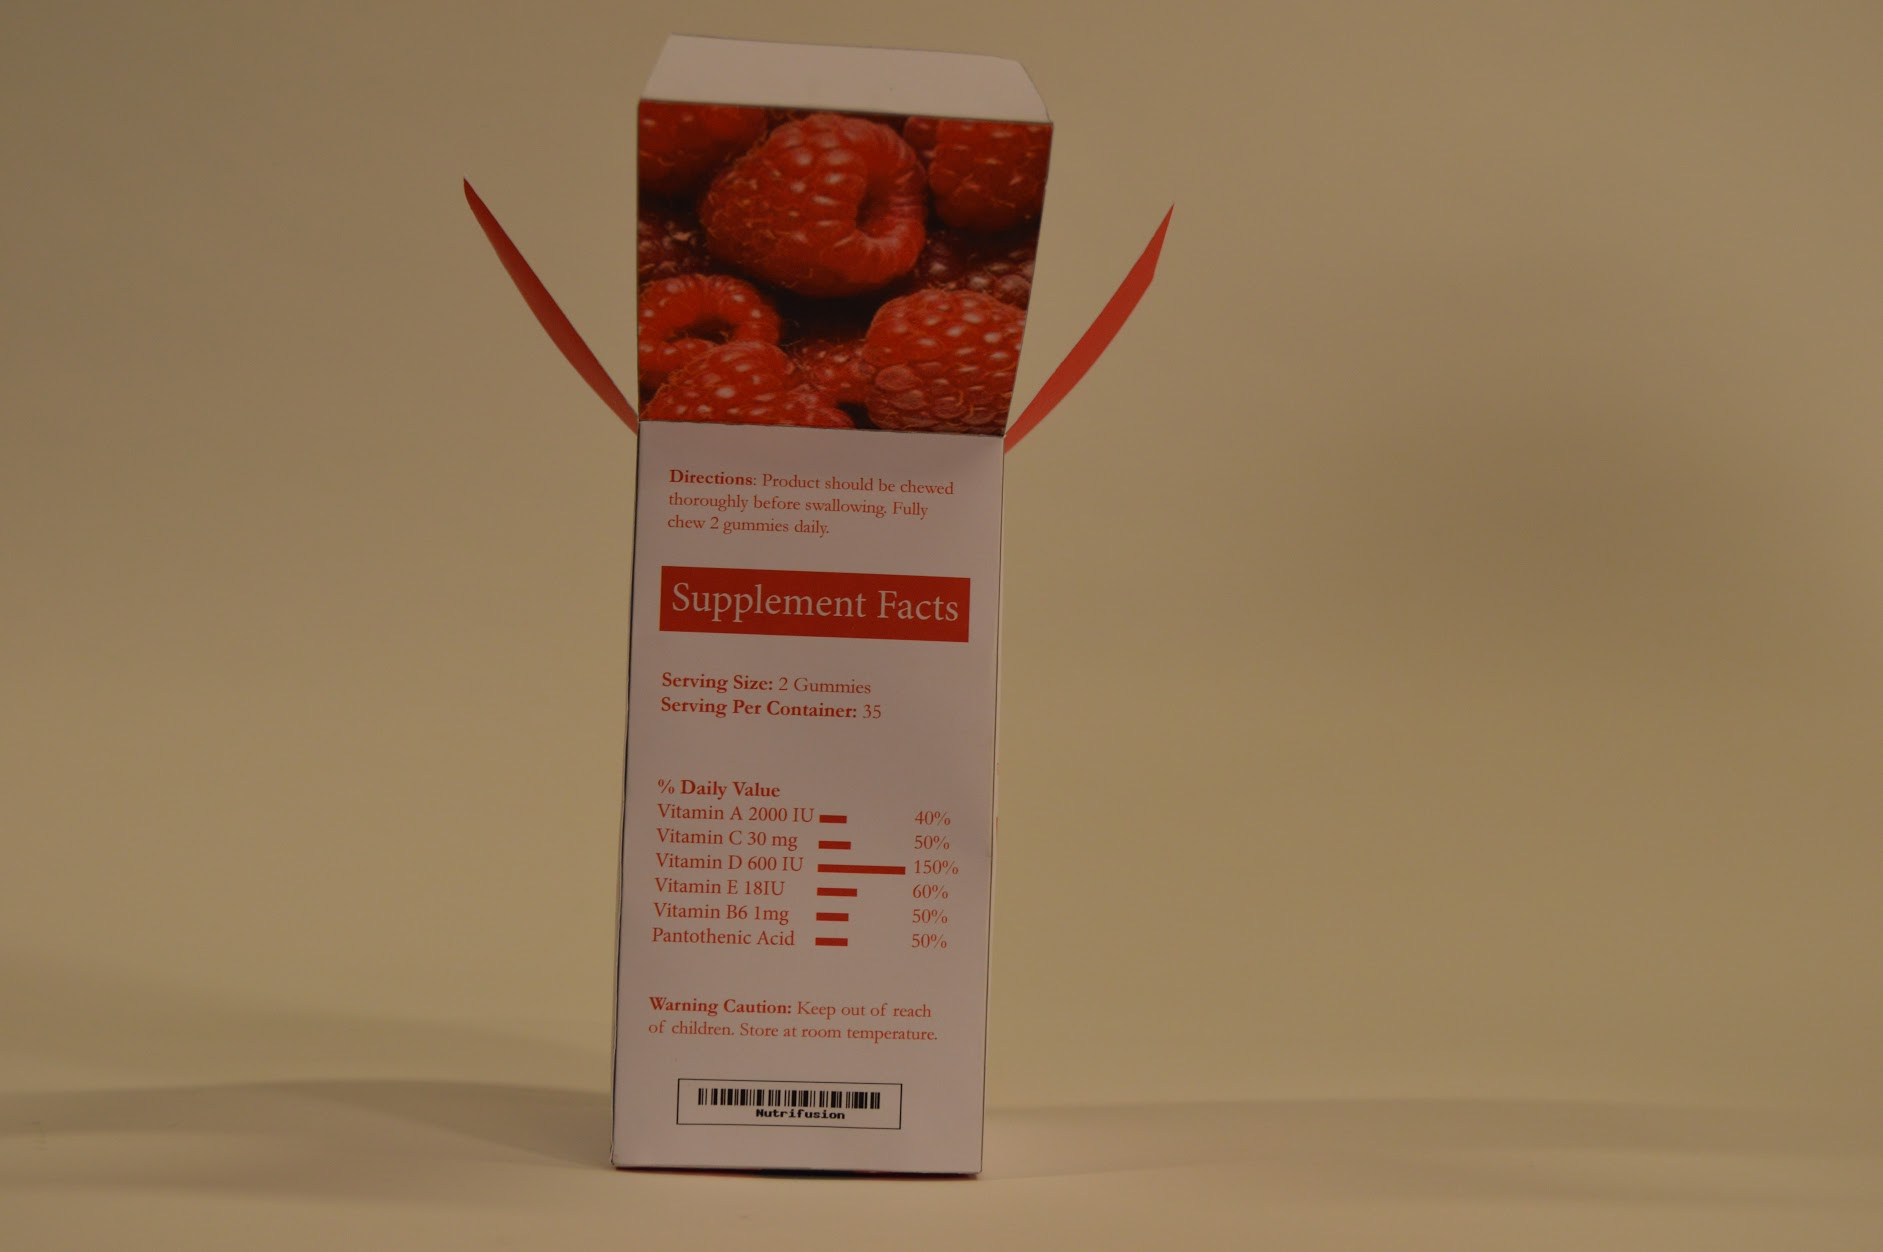 Directions: Product should be chewed
thoroughly before swallowing. Fully
chew 2 gummies daily.
Supplement Facts
Serving Size: 2 Gummies
Serving Per Container: 35
% Daily Value
Vitamin A 2000 IU 40%
Vitamin C 30 mg 50%
Vitamin D 600 IU 150%
Vitamin E 18IU 60%
Vitamin B6 1mg 50%
Pantothenic Acid 50%
Warning Caution: Keep out of reach
of children. Store at room temperature.
Nutrifusion